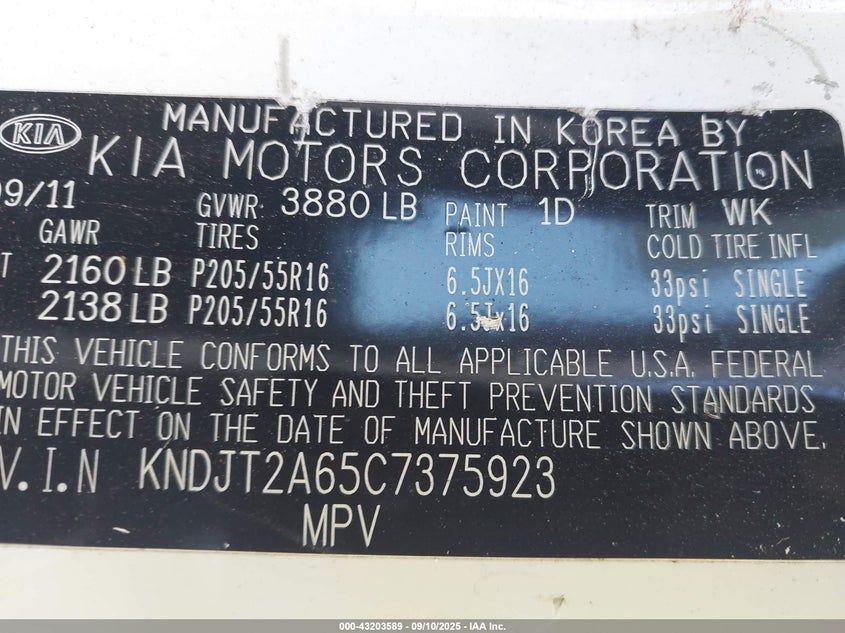 KIA
MANUFACTURED IN KOREA BY
KIA MOTORS CORPORATION
09/11 GVWR 3880 LB PAINT 1D TRIM WK
GAWR TIRES RIMS COLD TIRE INFL
T 2160 LB P205/55R16 6.5JX16 33psi SINGLE
2138 LB P205/55R16 6.5Jx16 33psi SINGLE
THIS VEHICLE CONFORMS TO ALL APPLICABLE U.S.A. FEDERAL
MOTOR VEHICLE SAFETY AND THEFT PREVENTION STANDARDS
IN EFFECT ON THE DATE OF MANUFACTURE SHOWN ABOVE.
V.I.N KNDJT2A65C7375923
MPV
000-43203589 - 09/10/2025 - IAA Inc.